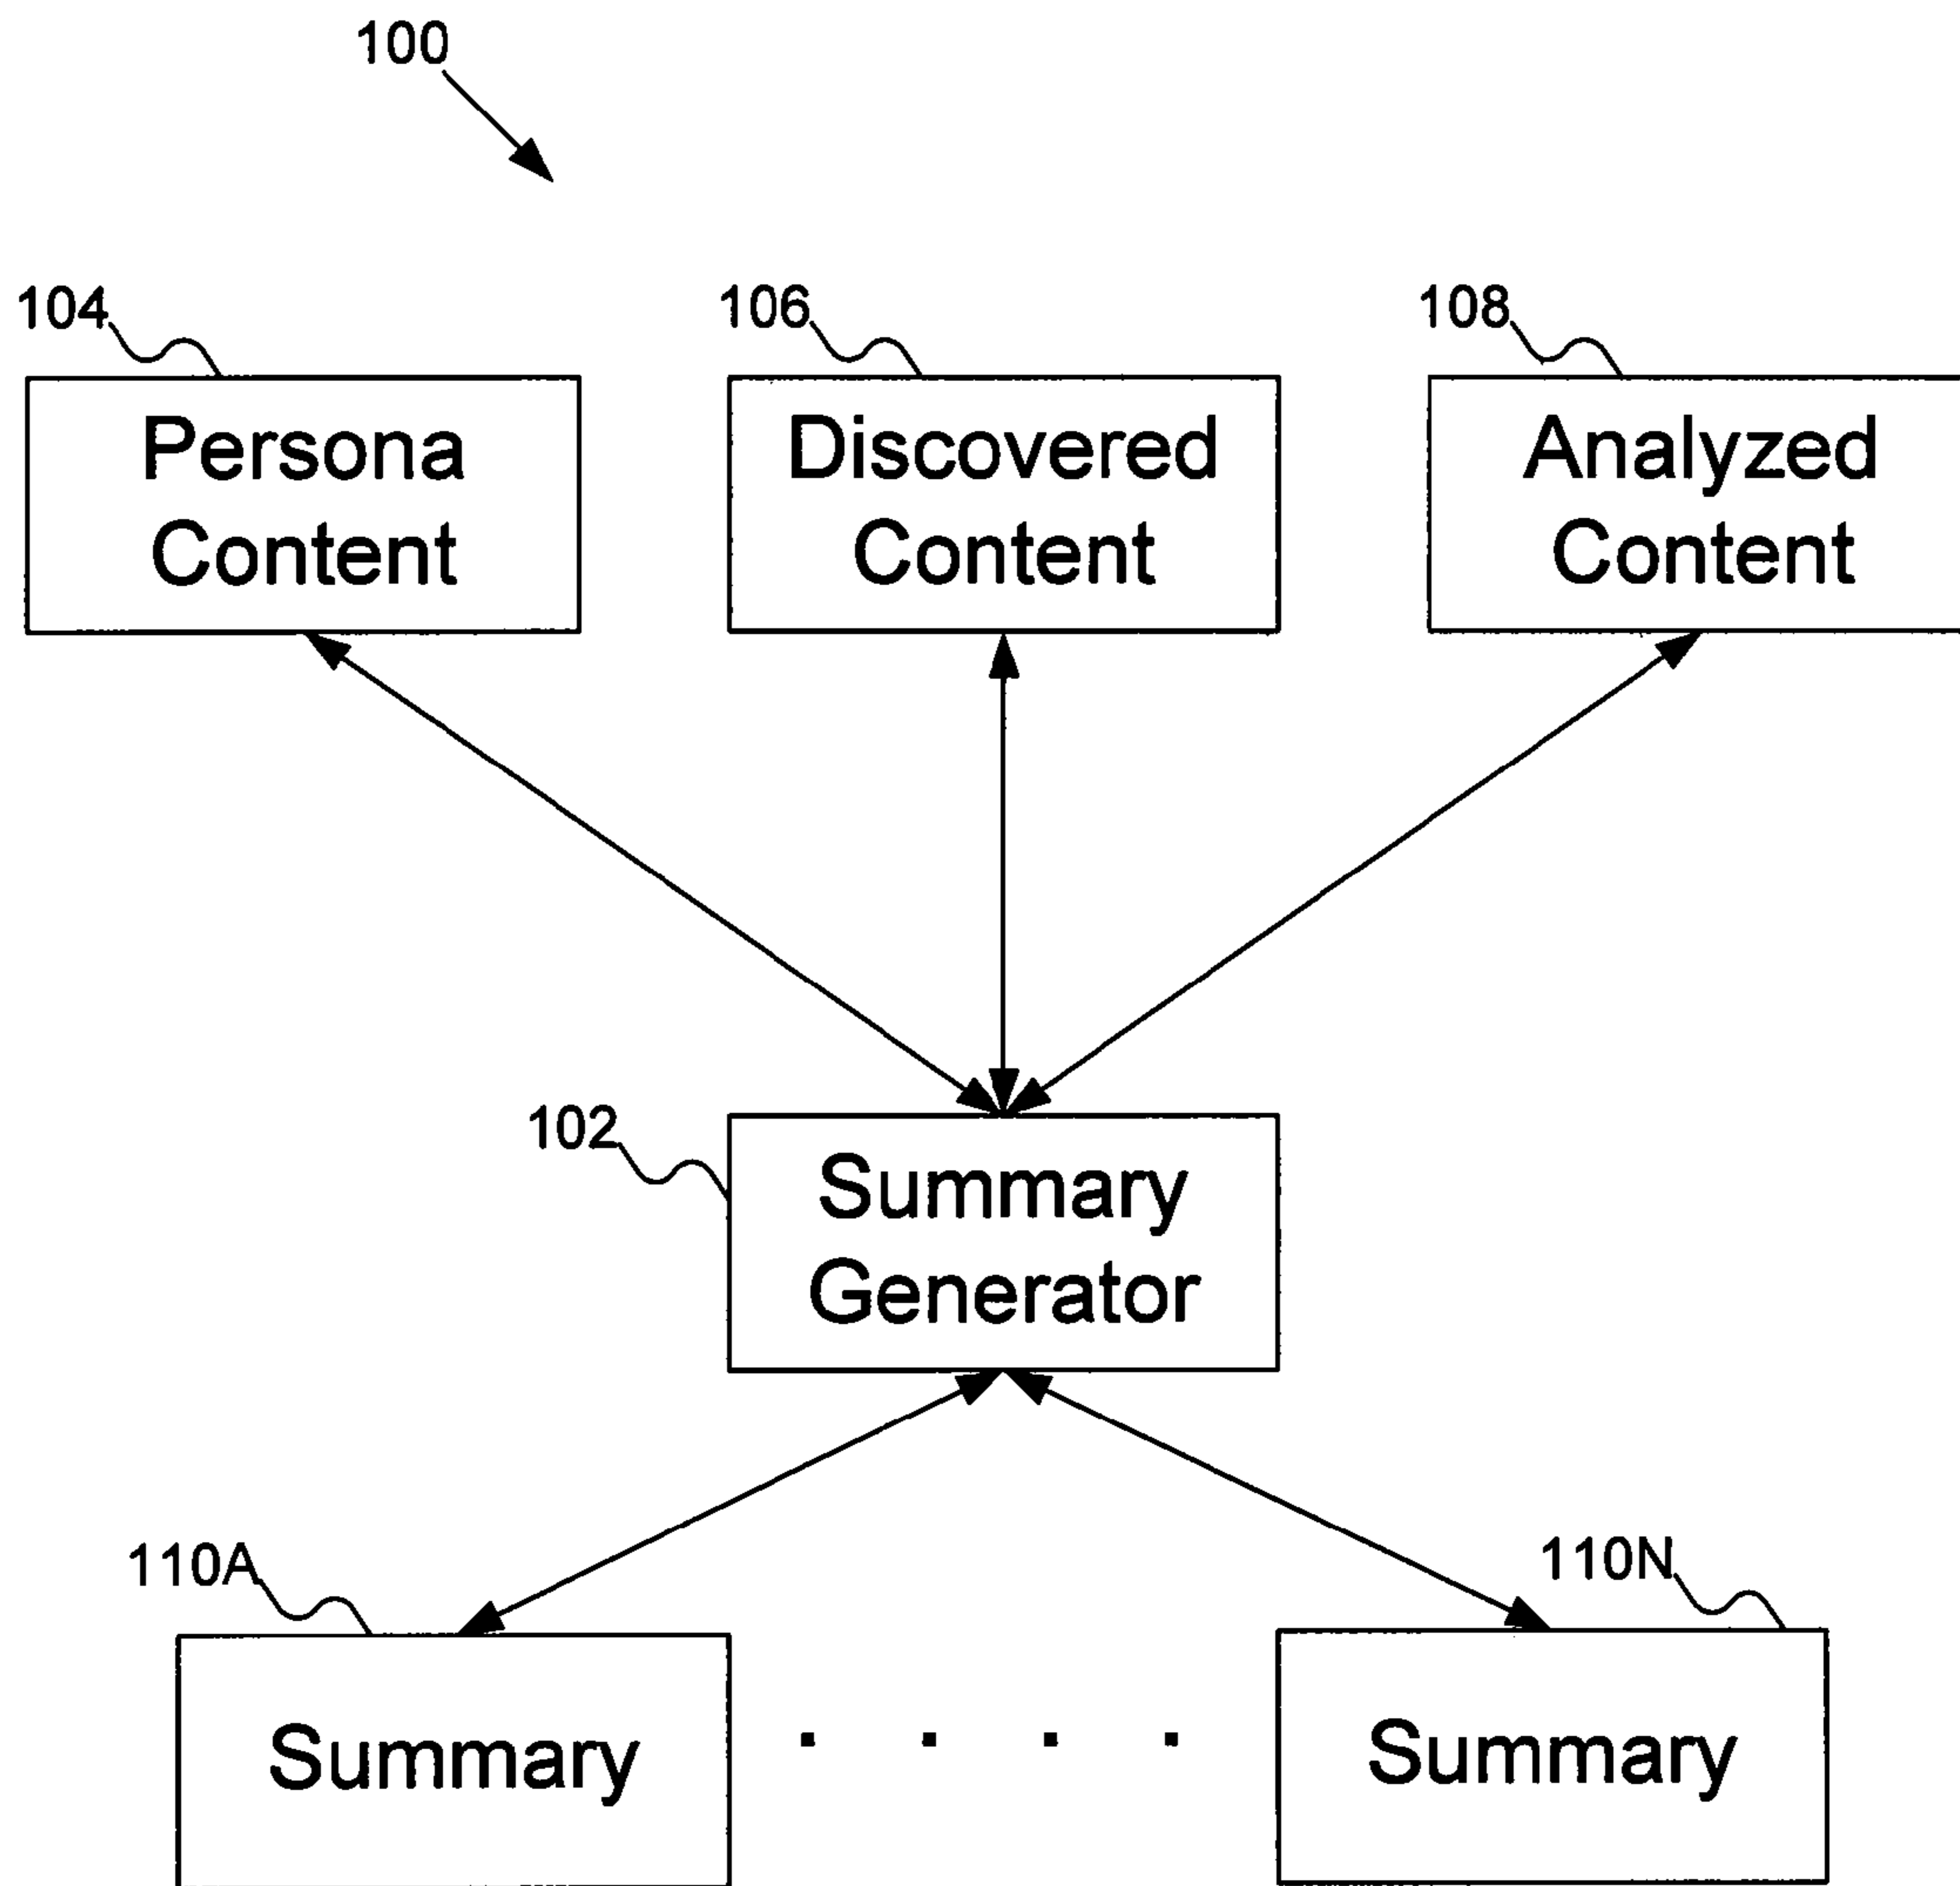 100
104
106
108
Persona
Content
Discovered
Content
Analyzed
Content
102
Summary
Generator
110A
110N
Summary
. . . .
Summary